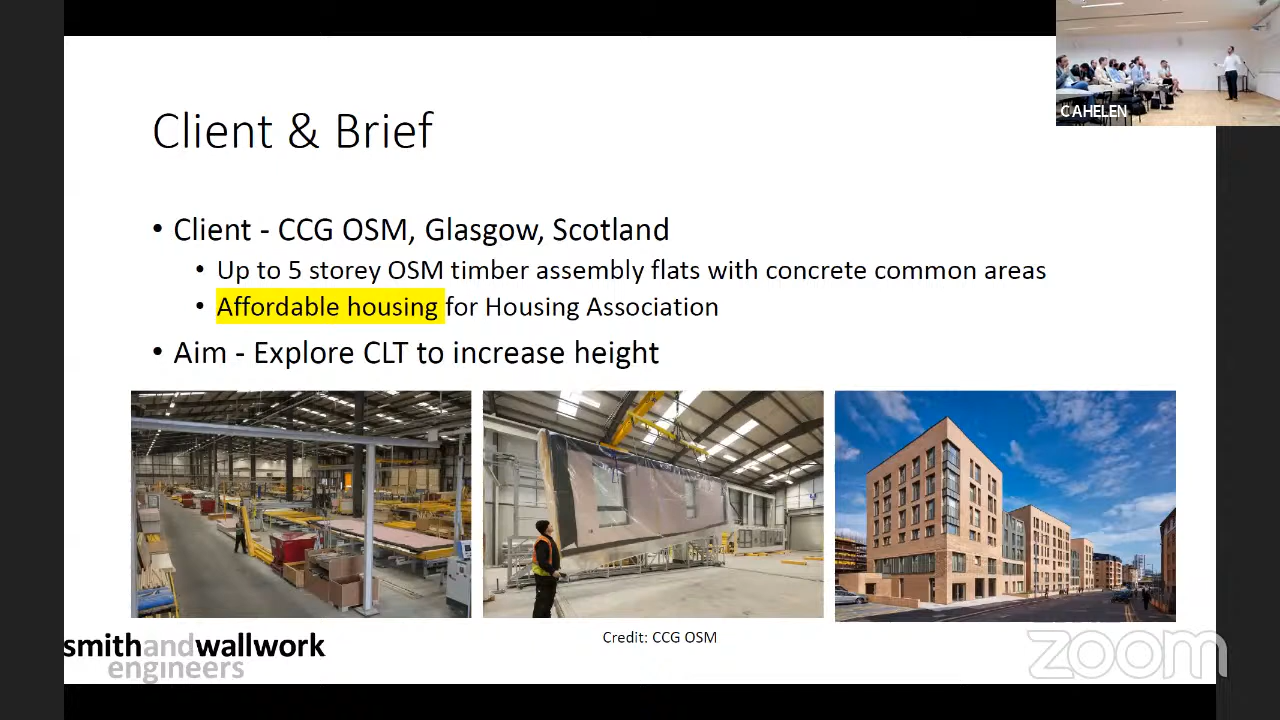 CAHELEN
Client & Brief
• Client - CCG OSM, Glasgow, Scotland
• Up to 5 storey OSM timber assembly flats with concrete common areas
• Affordable housing for Housing Association
• Aim - Explore CLT to increase height
Credit: CCG OSM
smithandwallwork
engineers
zoom